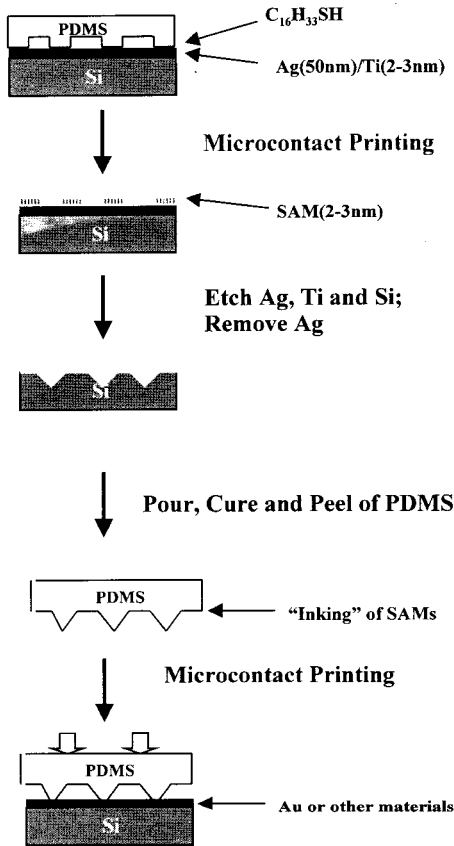 C₁₆H₃₃SH
PDMS
Ag(50nm)/Ti(2-3nm)
Si
Microcontact Printing
SAM(2-3nm)
Si
Etch Ag, Ti and Si;
Remove Ag
Si
Pour, Cure and Peel of PDMS
PDMS
“Inking” of SAMs
Microcontact Printing
PDMS
Au or other materials
Si